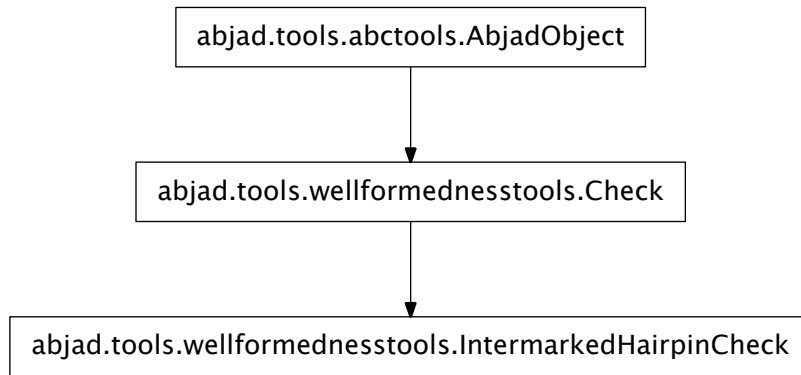 abjad.tools.abctools.AbjadObject
abjad.tools.wellformednesstools.Check
abjad.tools.wellformednesstools.IntermarkedHairpinCheck